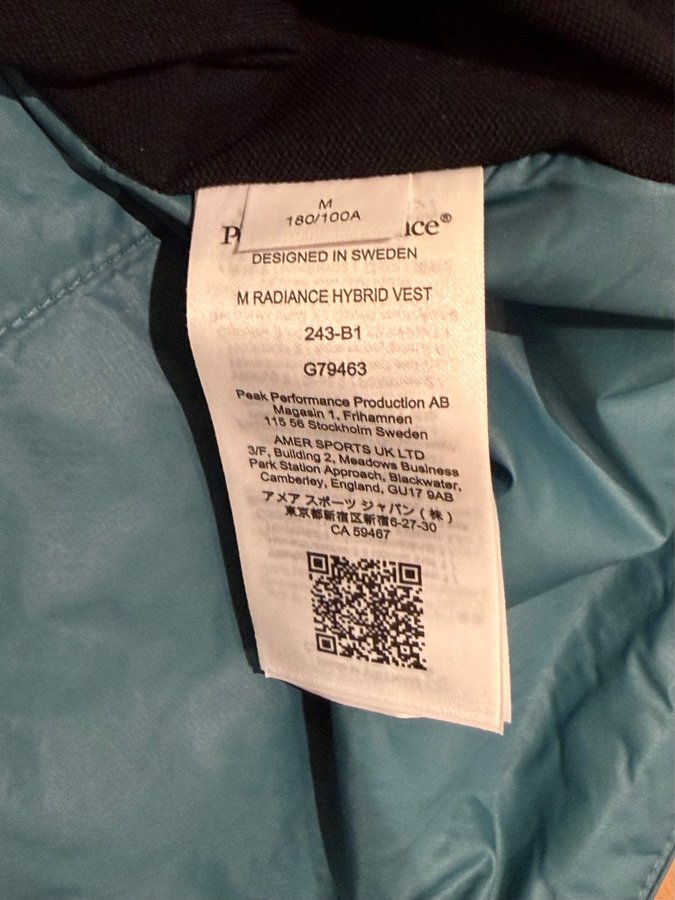 M
180/100A
DESIGNED IN SWEDEN
M RADIANCE HYBRID VEST
243-B1
G79463
Peak Performance Production AB
Magasin 1, Frihamnen
115 56 Stockholm Sweden
AMER SPORTS UK LTD
3/F, Building 2, Meadows Business
Park Station Approach, Blackwater,
Camberley, England, GU17 9AB
アメア スポーツ ジャパン (株)
東京都新宿区新宿6-27-30
CA 59467